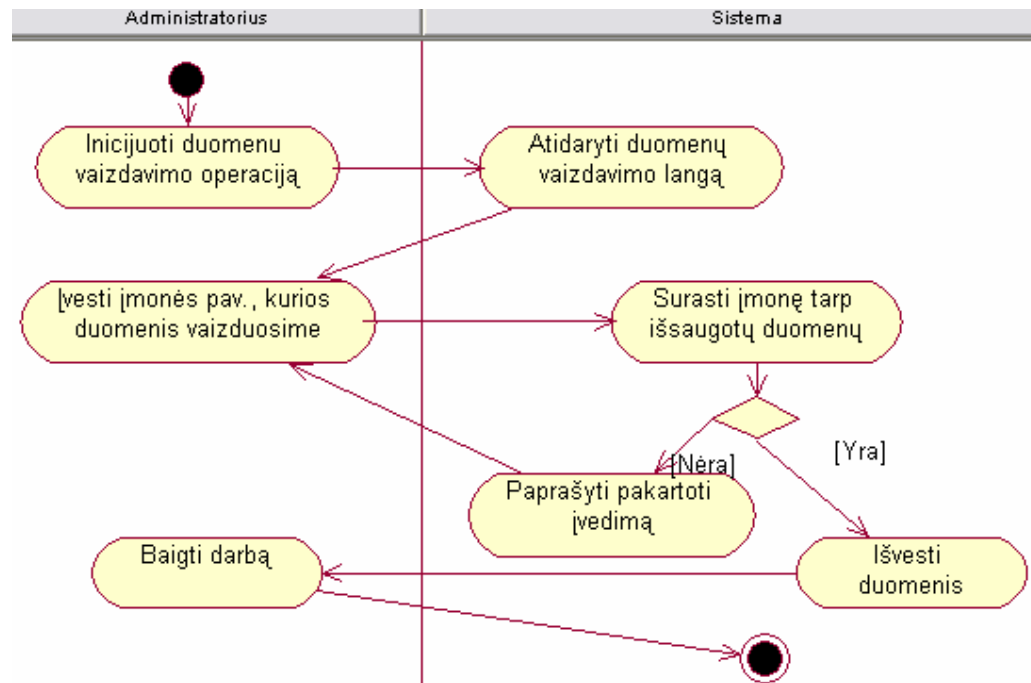 Administratorius
Sistema
Inicijuoti duomenu
vaizdavimo operaciją
Atidaryti duomenų
vaizdavimo langą
Įvesti įmonės pav., kurios
duomenis vaizduosime
Surasti įmonę tarp
išsaugotų duomenų
[Nėra]
[Yra]
Paprašyti pakartoti
įvedimą
Baigti darbą
Išvesti
duomenis